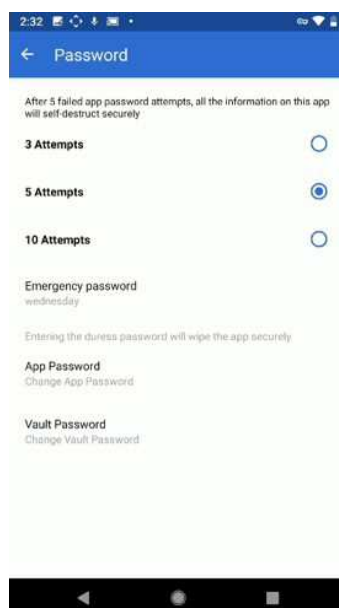 2:32
Password
After 5 failed app password attempts, all the information on this app
will self-destruct securely
3 Attempts
5 Attempts
10 Attempts
Emergency password
wednesday
Entering the duress password will wipe the app securely
App Password
Change App Password
Vault Password
Change Vault Password